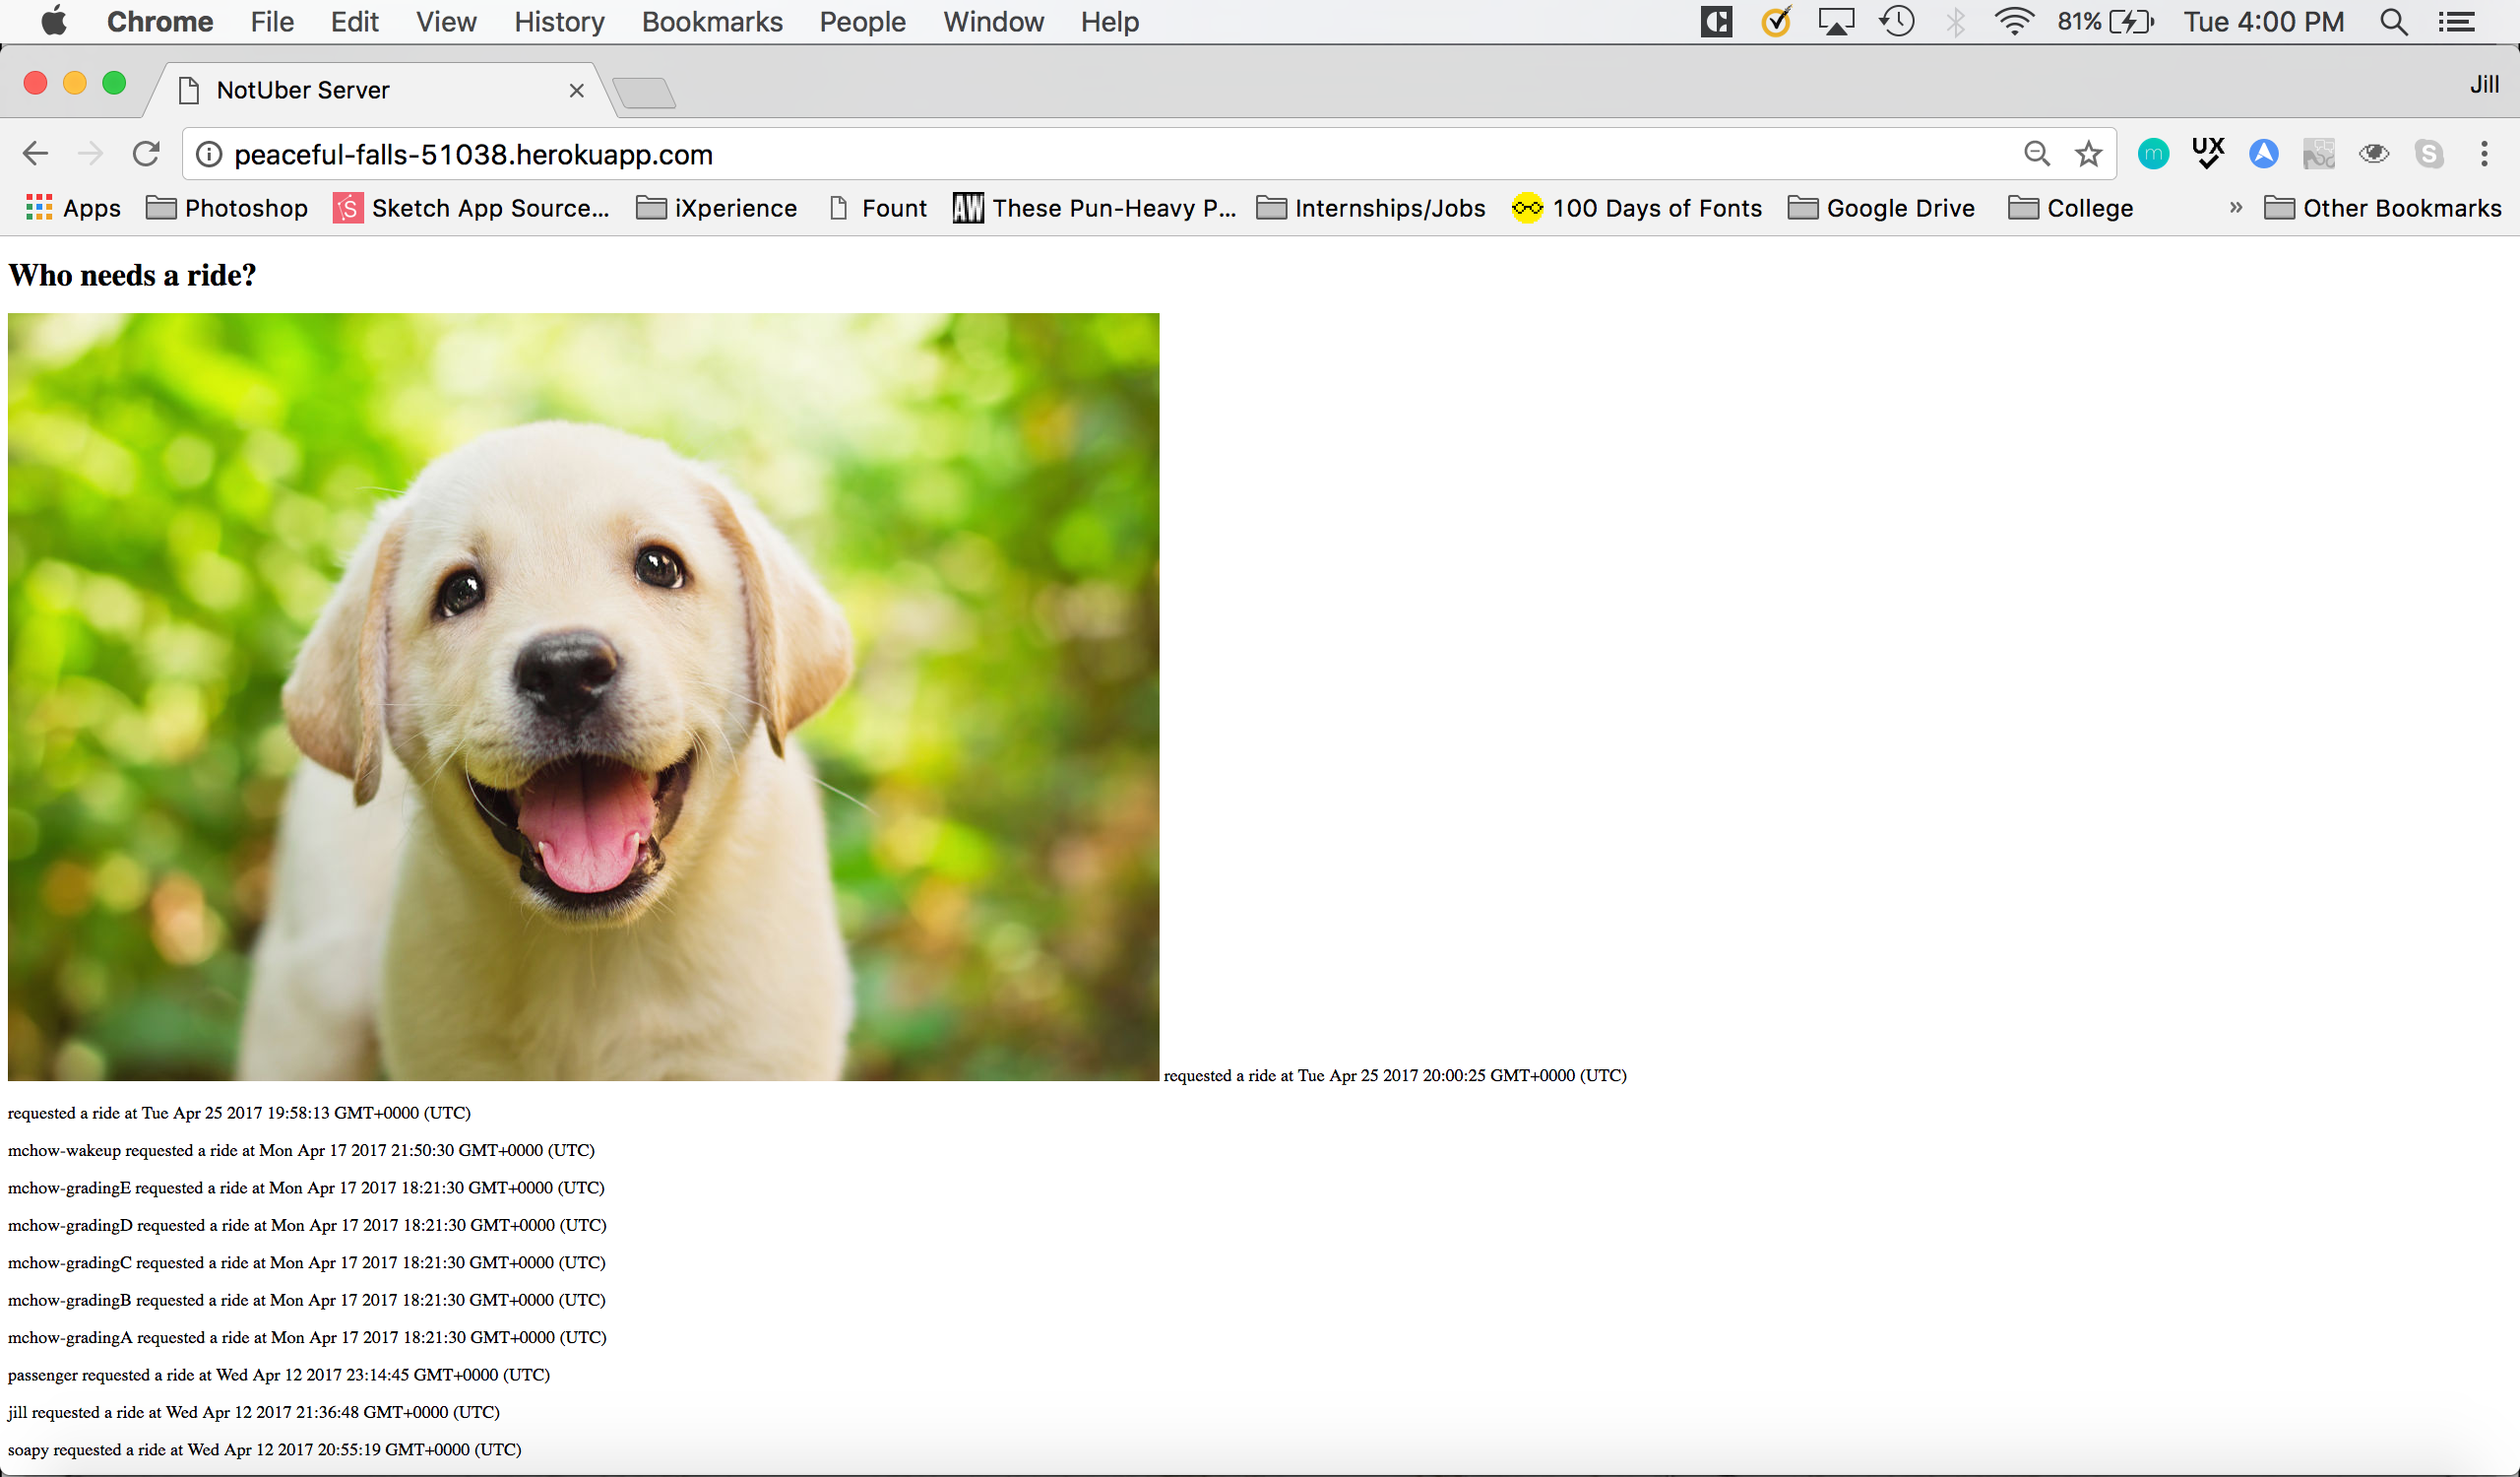 Chrome File Edit View History Bookmarks People Window Help 81% Tue 4:00 PM
NotUber Server Jill
peaceful-falls-51038.herokuapp.com m UX S
Apps Photoshop S Sketch App Source... iXperience Fount AW These Pun-Heavy P... Internships/Jobs 100 Days of Fonts Google Drive College » Other Bookmarks
Who needs a ride?
requested a ride at Tue Apr 25 2017 20:00:25 GMT+0000 (UTC)
requested a ride at Tue Apr 25 2017 19:58:13 GMT+0000 (UTC)
mchow-wakeup requested a ride at Mon Apr 17 2017 21:50:30 GMT+0000 (UTC)
mchow-gradingE requested a ride at Mon Apr 17 2017 18:21:30 GMT+0000 (UTC)
mchow-gradingD requested a ride at Mon Apr 17 2017 18:21:30 GMT+0000 (UTC)
mchow-gradingC requested a ride at Mon Apr 17 2017 18:21:30 GMT+0000 (UTC)
mchow-gradingB requested a ride at Mon Apr 17 2017 18:21:30 GMT+0000 (UTC)
mchow-gradingA requested a ride at Mon Apr 17 2017 18:21:30 GMT+0000 (UTC)
passenger requested a ride at Wed Apr 12 2017 23:14:45 GMT+0000 (UTC)
jill requested a ride at Wed Apr 12 2017 21:36:48 GMT+0000 (UTC)
soapy requested a ride at Wed Apr 12 2017 20:55:19 GMT+0000 (UTC)